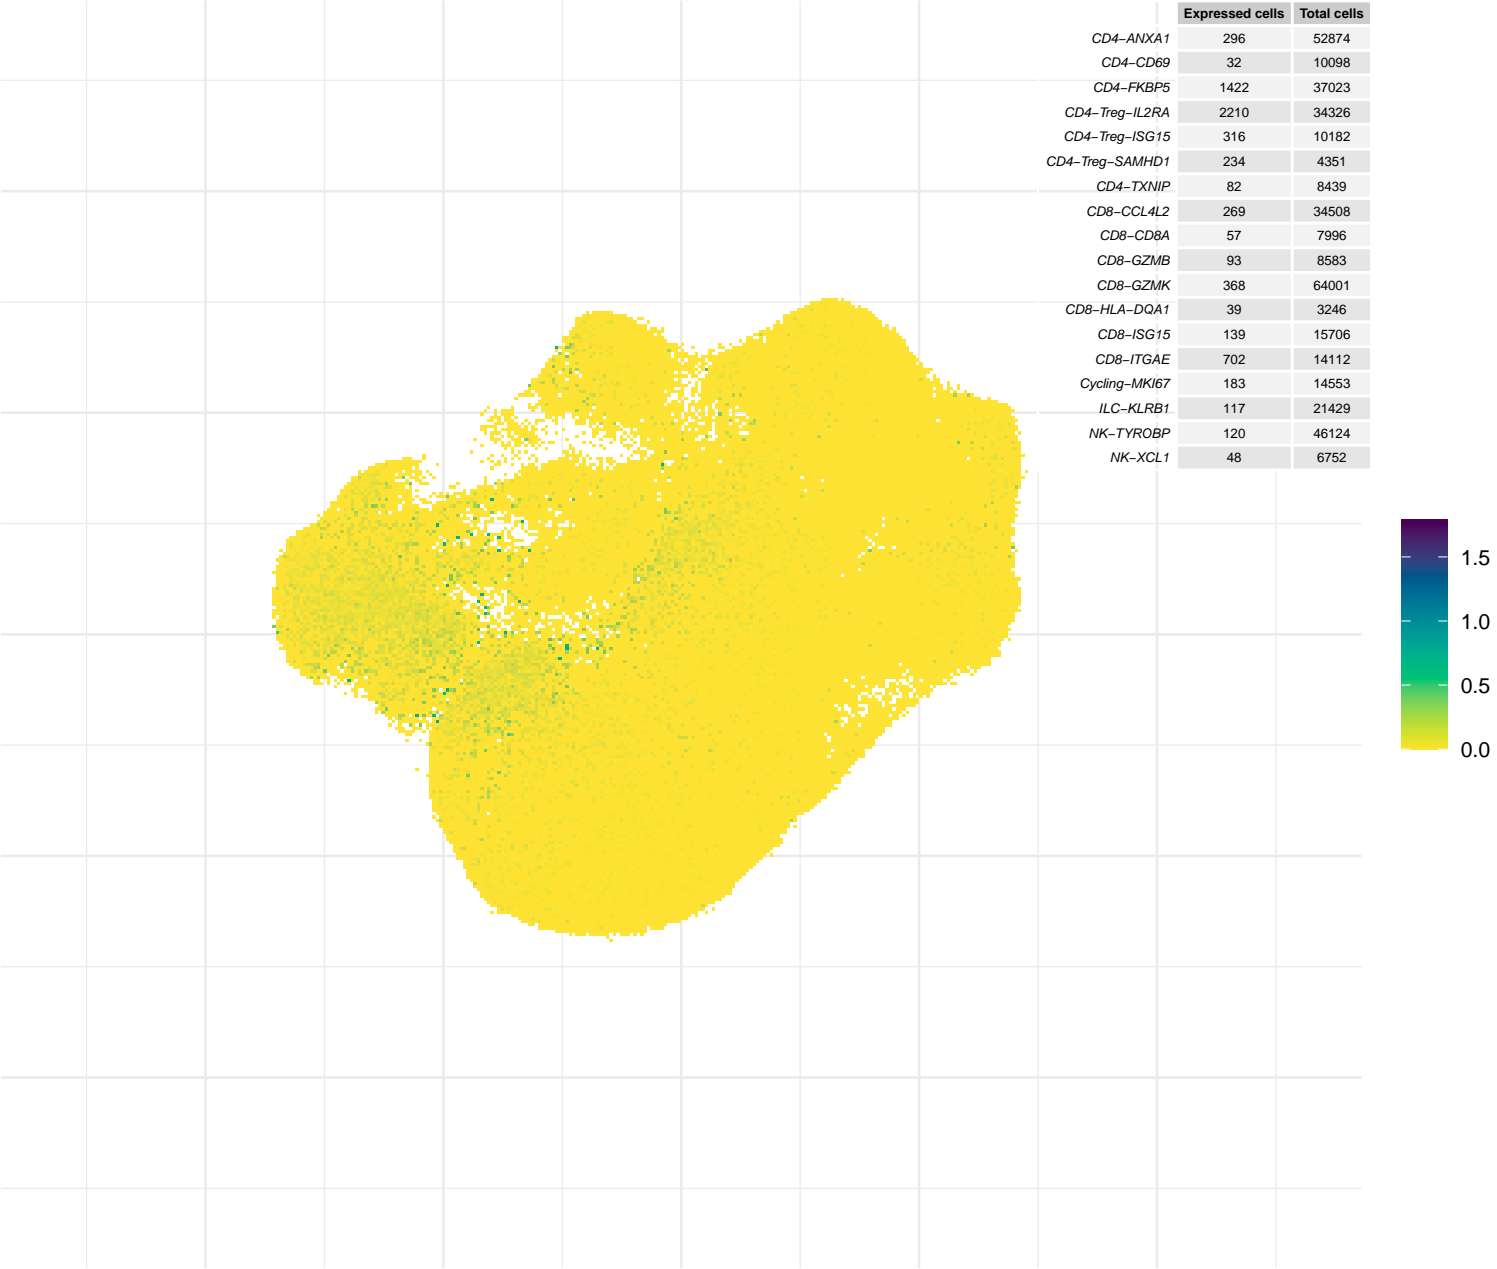 Expressed cells Total cells
CD4−ANXA1 296 52874
CD4−CD69 32 10098
CD4−FKBP5 1422 37023
CD4−Treg−IL2RA 2210 34326
CD4−Treg−ISG15 316 10182
CD4−Treg−SAMHD1 234 4351
CD4−TXNIP 82 8439
CD8−CCL4L2 269 34508
CD8−CD8A 57 7996
CD8−GZMB 93 8583
CD8−GZMK 368 64001
CD8−HLA−DQA1 39 3246
CD8−ISG15 139 15706
CD8−ITGAE 702 14112
Cycling−MKI67 183 14553
ILC−KLRB1 117 21429
NK−TYROBP 120 46124
NK−XCL1 48 6752
1.5
1.0
0.5
0.0